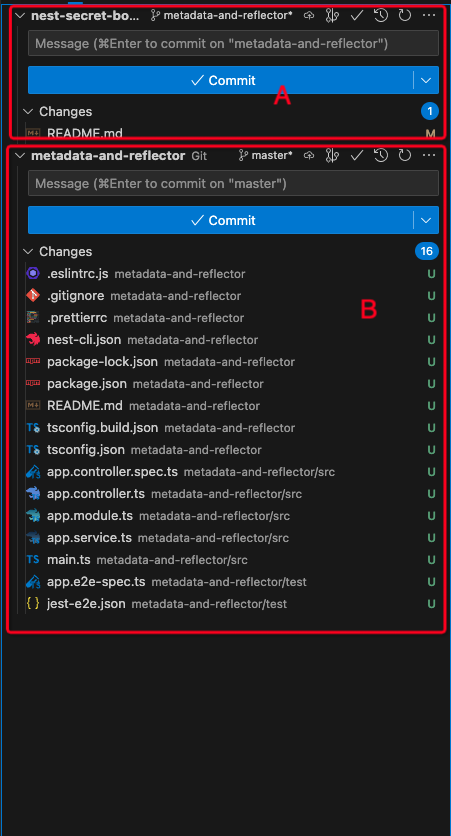 nest-secret-bo... metadata-and-reflector* ...
Message (⌘Enter to commit on "metadata-and-reflector")
Commit
A
Changes 1
README.md M
metadata-and-reflector Git master* ...
Message (⌘Enter to commit on "master")
Commit
Changes 16
.eslintrc.js metadata-and-reflector U
.gitignore metadata-and-reflector U
B
.prettierrc metadata-and-reflector U
nest-cli.json metadata-and-reflector U
package-lock.json metadata-and-reflector U
package.json metadata-and-reflector U
README.md metadata-and-reflector U
TS tsconfig.build.json metadata-and-reflector U
TS tsconfig.json metadata-and-reflector U
app.controller.spec.ts metadata-and-reflector/src U
app.controller.ts metadata-and-reflector/src U
app.module.ts metadata-and-reflector/src U
app.service.ts metadata-and-reflector/src U
TS main.ts metadata-and-reflector/src U
app.e2e-spec.ts metadata-and-reflector/test U
{ } jest-e2e.json metadata-and-reflector/test U